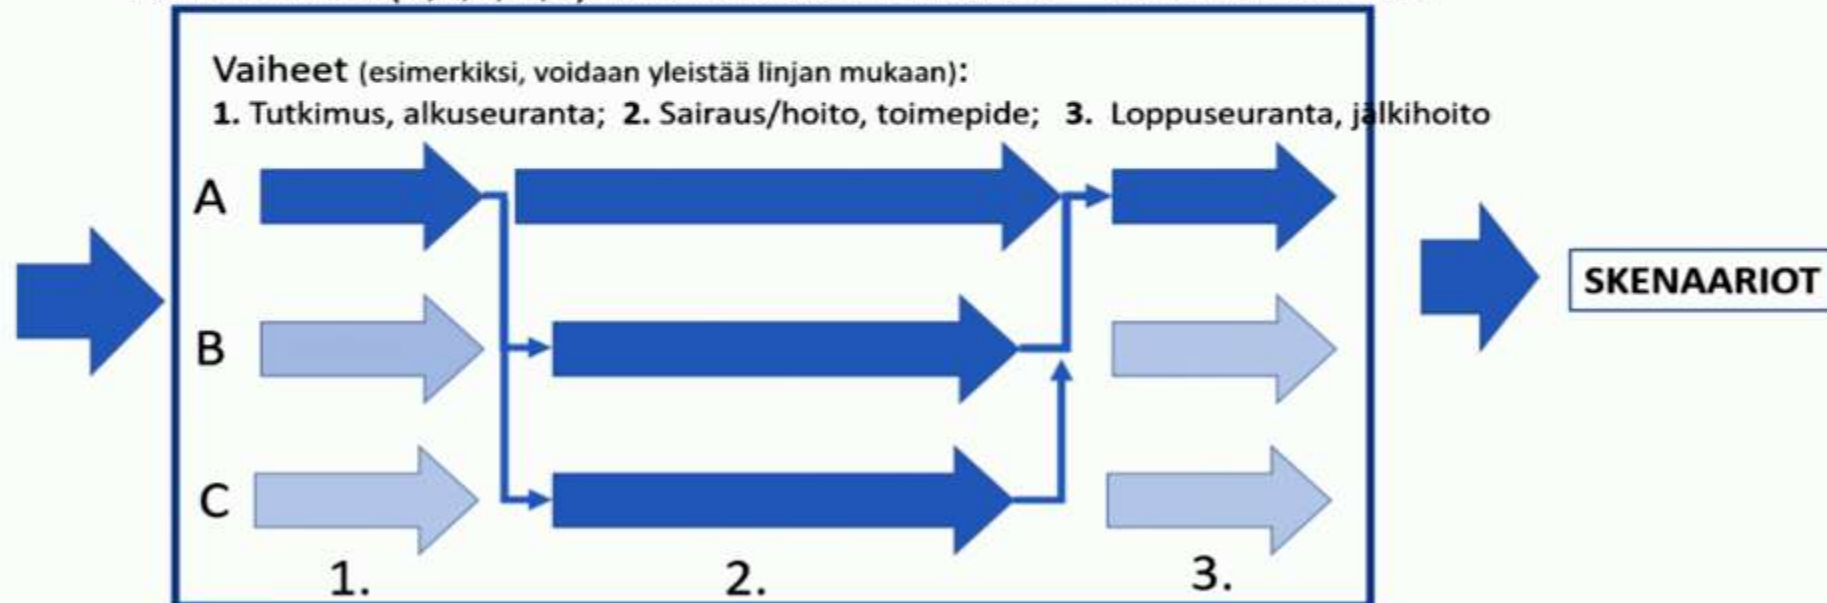 Vaiheet (esimerkiksi, voidaan yleistää linjan mukaan):
1. Tutkimus, alkuseuranta; 2. Sairaus/hoito, toimepide; 3. Loppuseuranta, jälkihoito
A
B
SKENAARIOT
C
1. 2. 3.